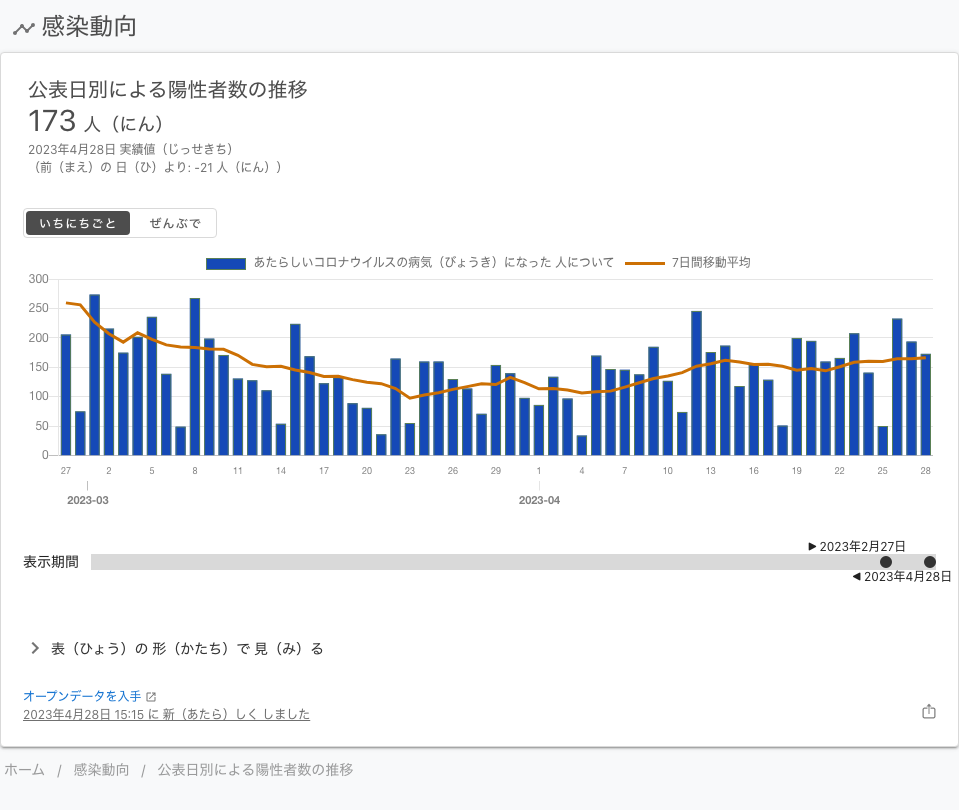 感染動向
公表日別による陽性者数の推移
173 人（にん）
2023年4月28日 実績値（じっせきち）
（前（まえ）の 日（ひ）より: -21 人（にん））
いちにちごと ぜんぶで
あたらしいコロナウイルスの病気（びょうき）になった 人について 7日間移動平均
300
250
200
150
100
50
0
27 2 5 8 11 14 17 20 23 26 29 1 4 7 10 13 16 19 22 25 28
2023-03 2023-04
▶ 2023年2月27日
表示期間
◀ 2023年4月28日
表（ひょう）の 形（かたち）で 見（み）る
オープンデータを入手
2023年4月28日 15:15 に 新（あたら）しく しました
ホーム / 感染動向 / 公表日別による陽性者数の推移